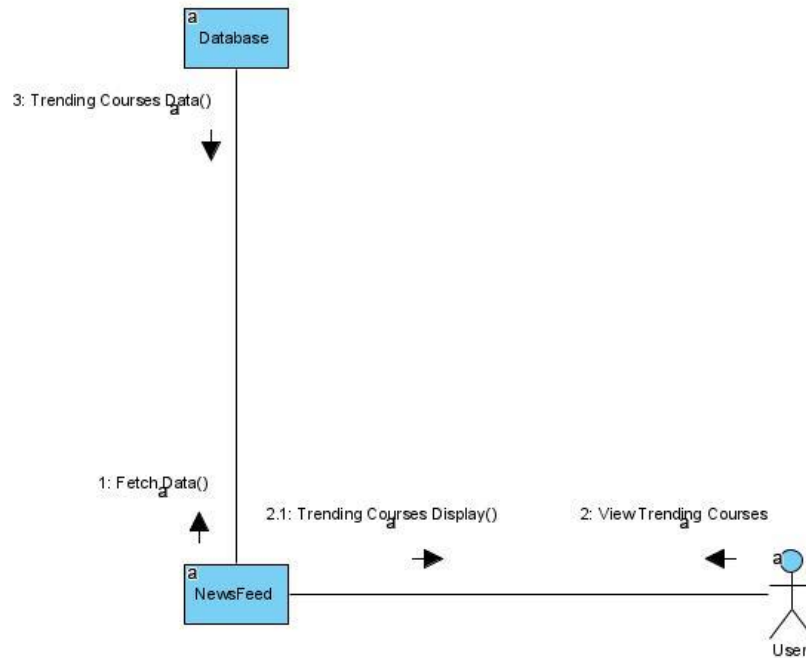 a
Database
3: Trending Courses Data()
a
1: Fetch Data()
a
2.1: Trending Courses Display()
a
2: View Trending Courses
a
a
NewsFeed
a
User